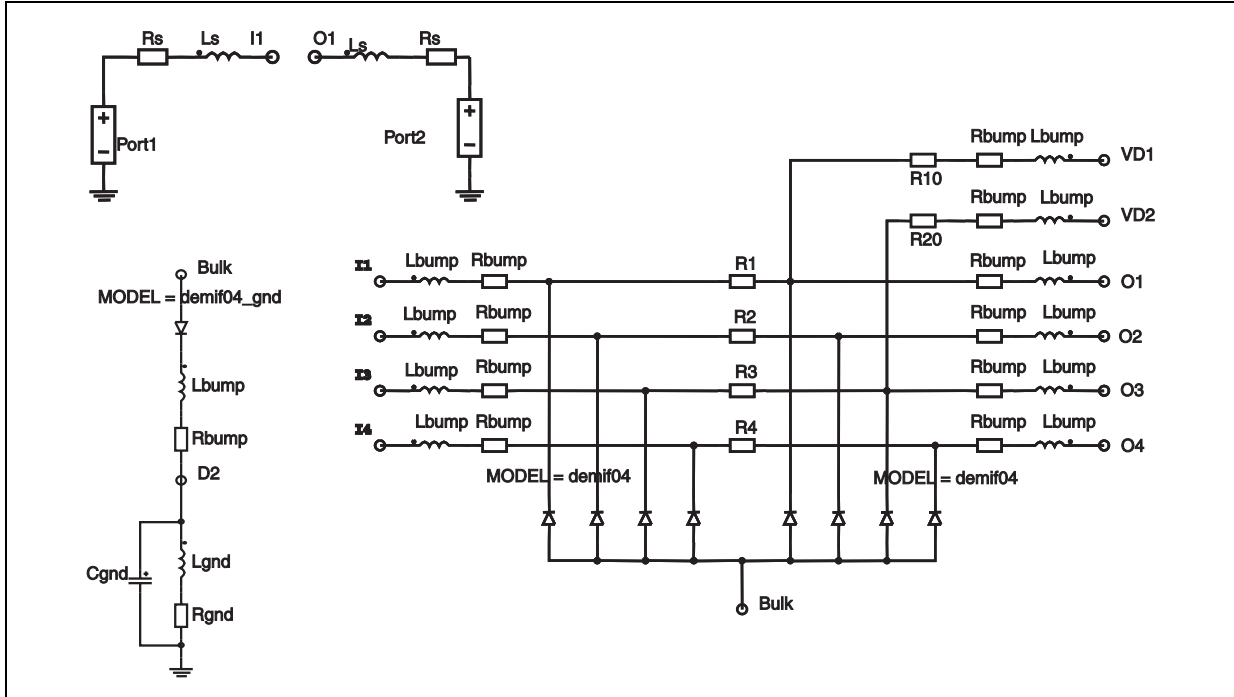 Rs Ls I1 O1 Ls Rs
+ +
Port1 Port2
− −
Rbump Lbump VD1
R10
Rbump Lbump VD2
R20
Bulk
MODEL = demif04_gnd
Lbump
Rbump
D2
Cgnd Lgnd
Rgnd
I1 Lbump Rbump R1 Rbump Lbump O1
I2 Lbump Rbump R2 Rbump Lbump O2
I3 Lbump Rbump R3 Rbump Lbump O3
I4 Lbump Rbump R4 Rbump Lbump O4
MODEL = demif04 MODEL = demif04
Bulk